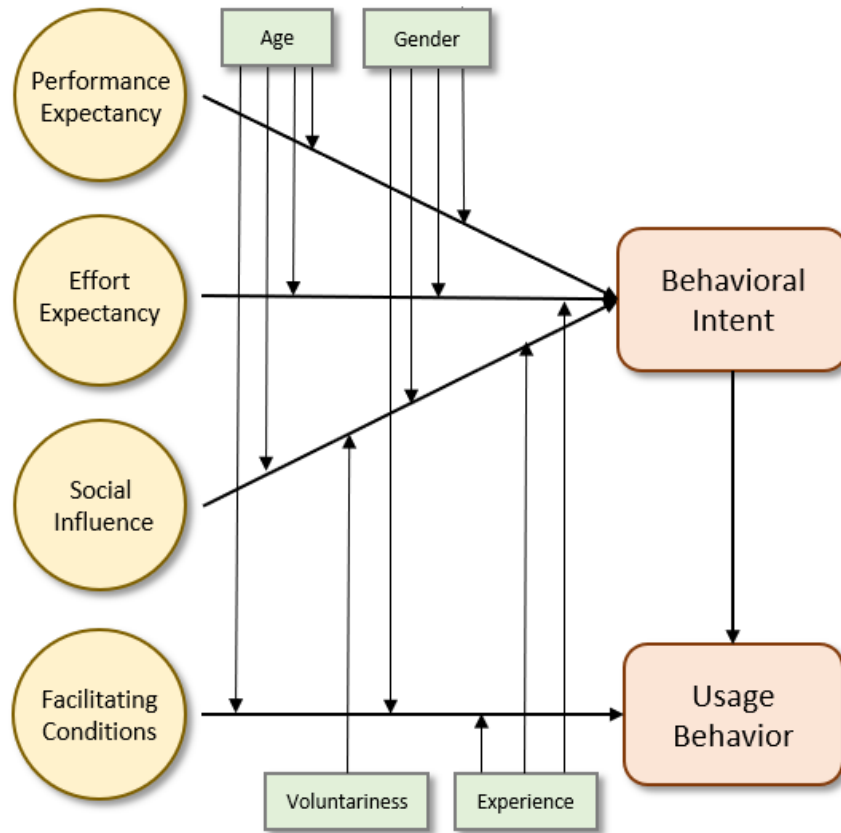 Age
Gender
Performance
Expectancy
Effort
Expectancy
Behavioral
Intent
Social
Influence
Facilitating
Conditions
Usage
Behavior
Voluntariness
Experience